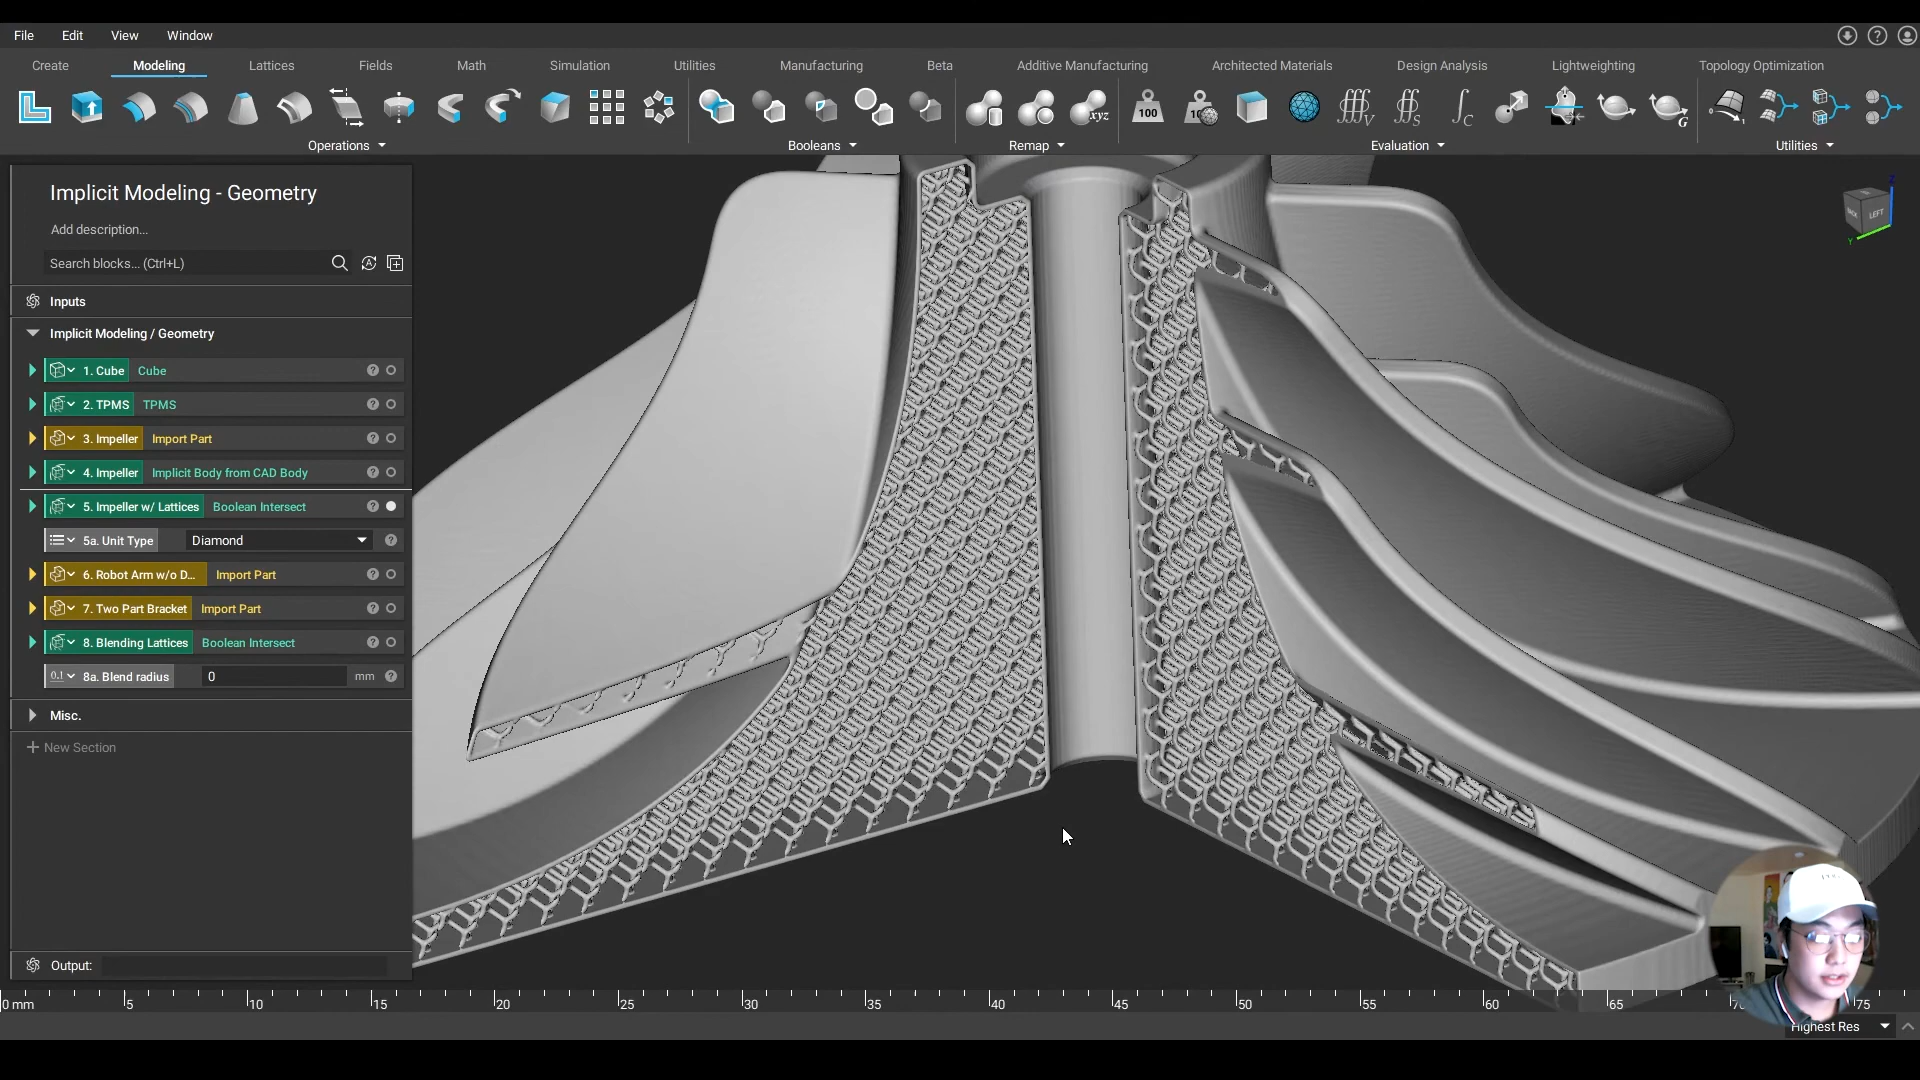 File Edit View Window
Create Modeling Lattices Fields Math Simulation Utilities Manufacturing Beta Additive Manufacturing Architected Materials Design Analysis Lightweighting Topology Optimization
100
xyz
V
S
C
G
Operations Booleans Remap Evaluation Utilities
Implicit Modeling - Geometry
Add description...
Search blocks... (Ctrl+L)
Inputs
Implicit Modeling / Geometry
1. Cube Cube
2. TPMS TPMS
3. Impeller Import Part
4. Impeller Implicit Body from CAD Body
5. Impeller w/ Lattices Boolean Intersect
5a. Unit Type Diamond
6. Robot Arm w/o D... Import Part
7. Two Part Bracket Import Part
8. Blending Lattices Boolean Intersect
0.1 8a. Blend radius 0 mm
Misc.
+ New Section
Output:
Z
LEFT
Y
0 mm 5 10 15 20 25 30 35 40 45 50 55 60 65 75
Highest Res